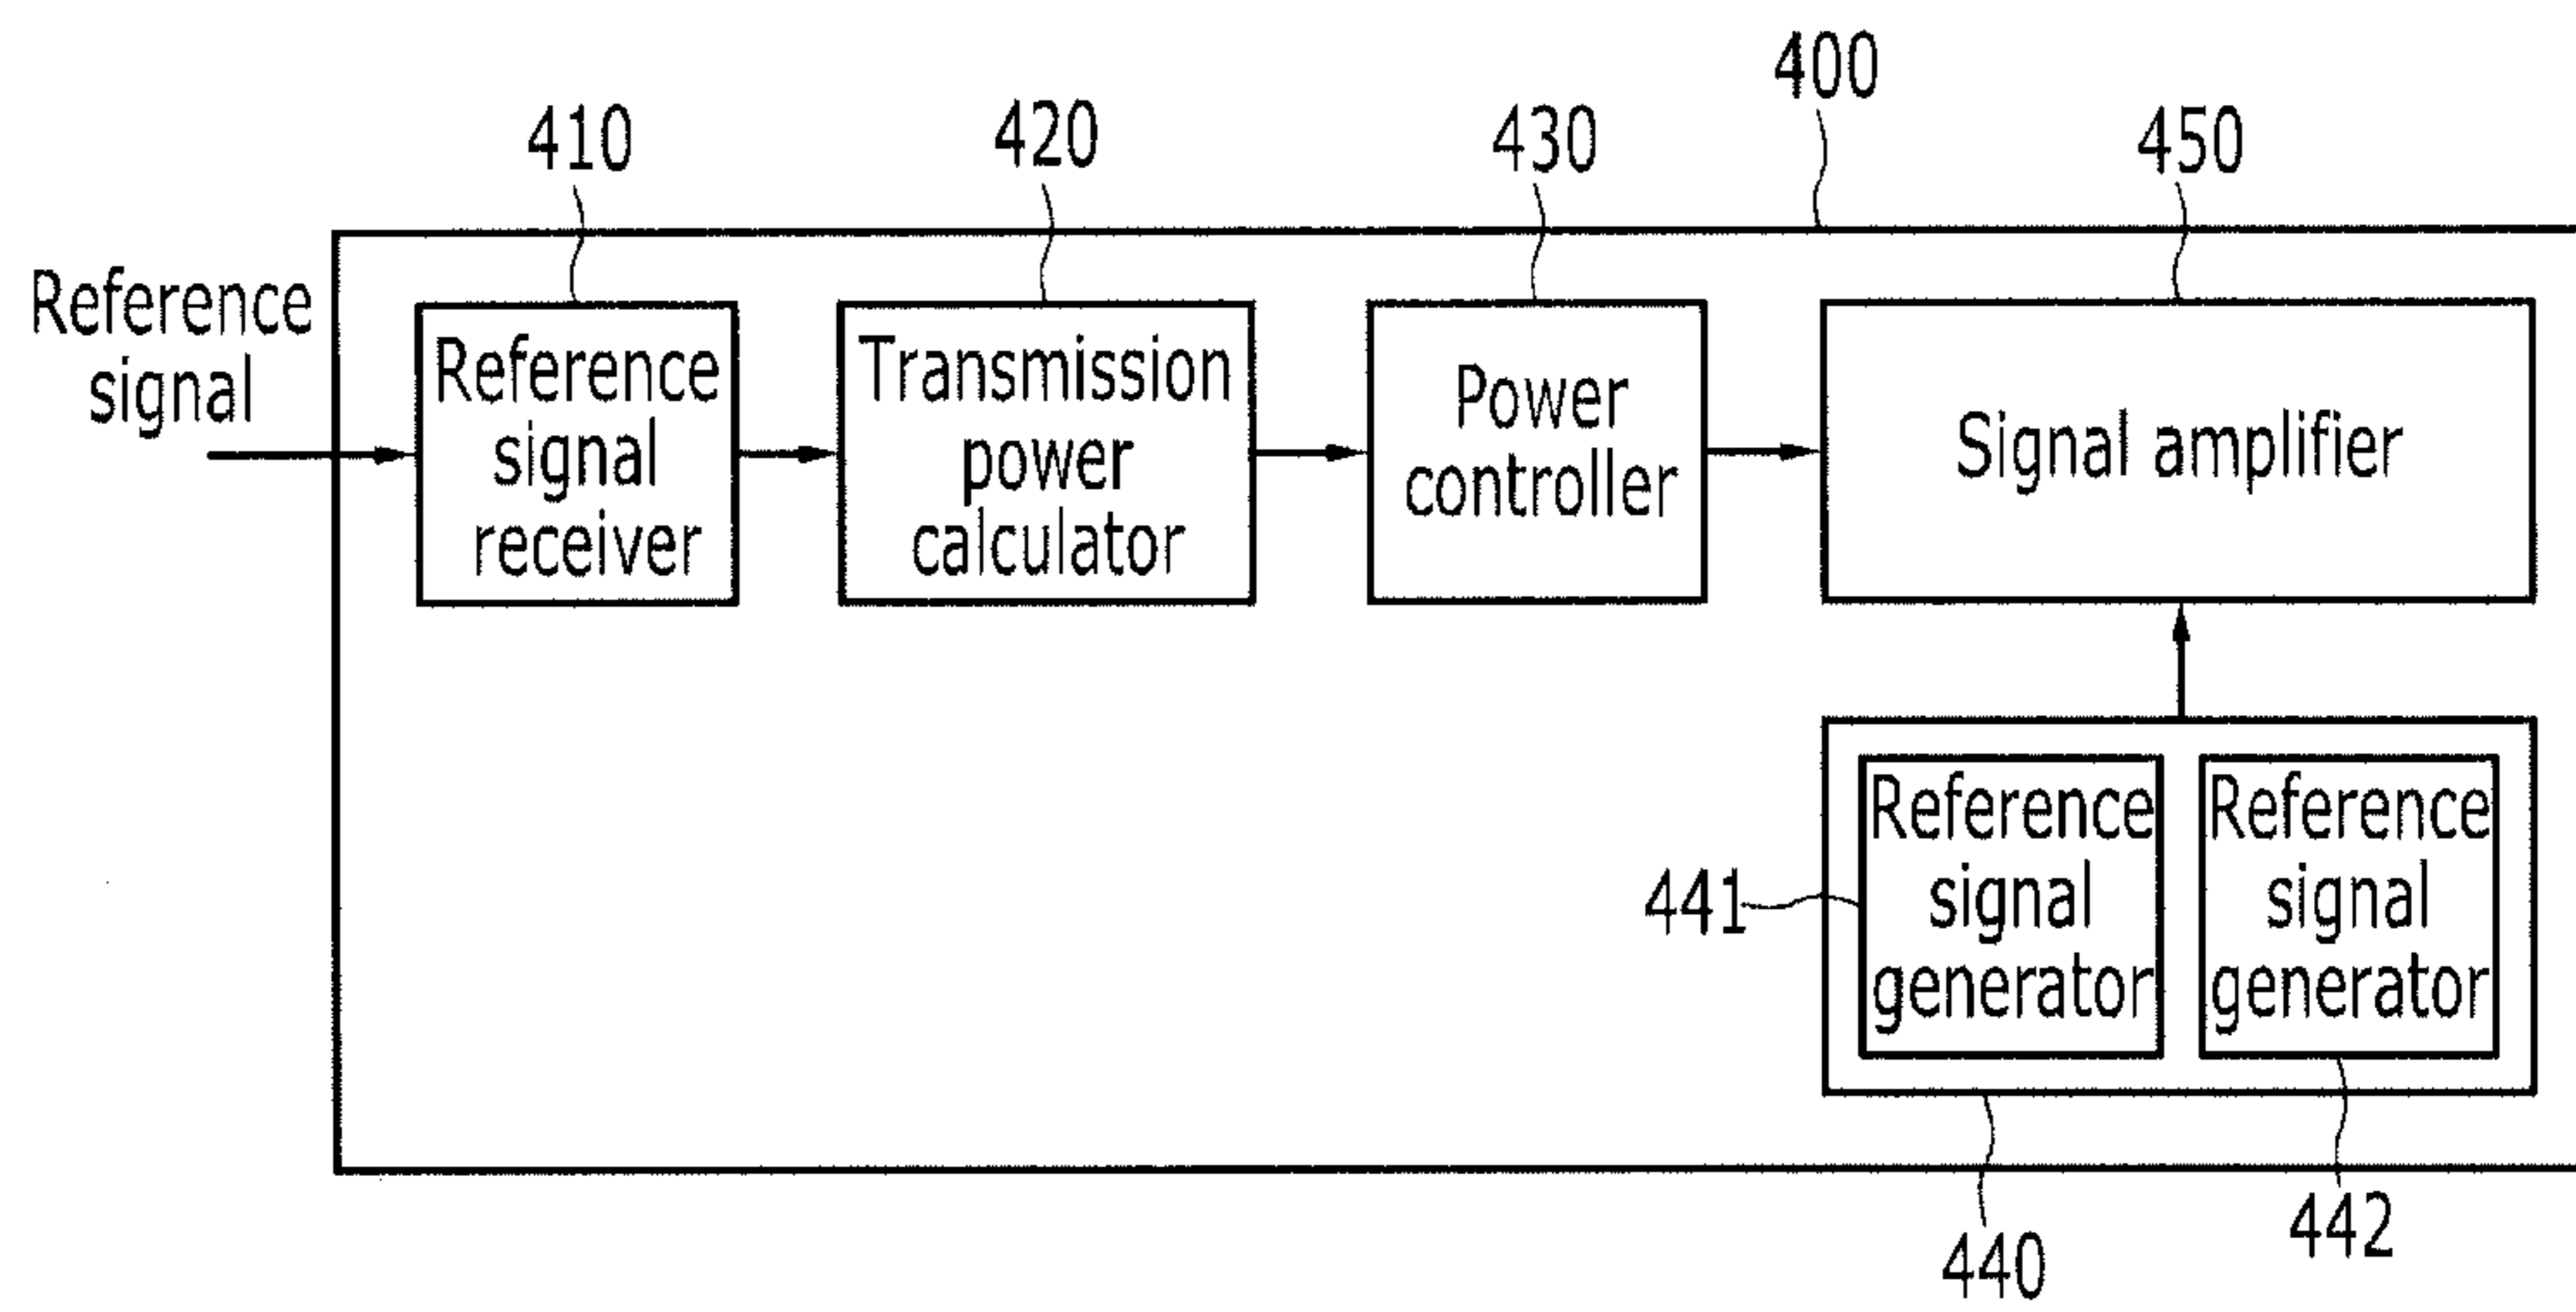 400
410
420
430
450
Reference
signal
Reference
signal
receiver
Transmission
power
calculator
Power
controller
Signal amplifier
Reference
signal
generator
Reference
signal
generator
441
442
440